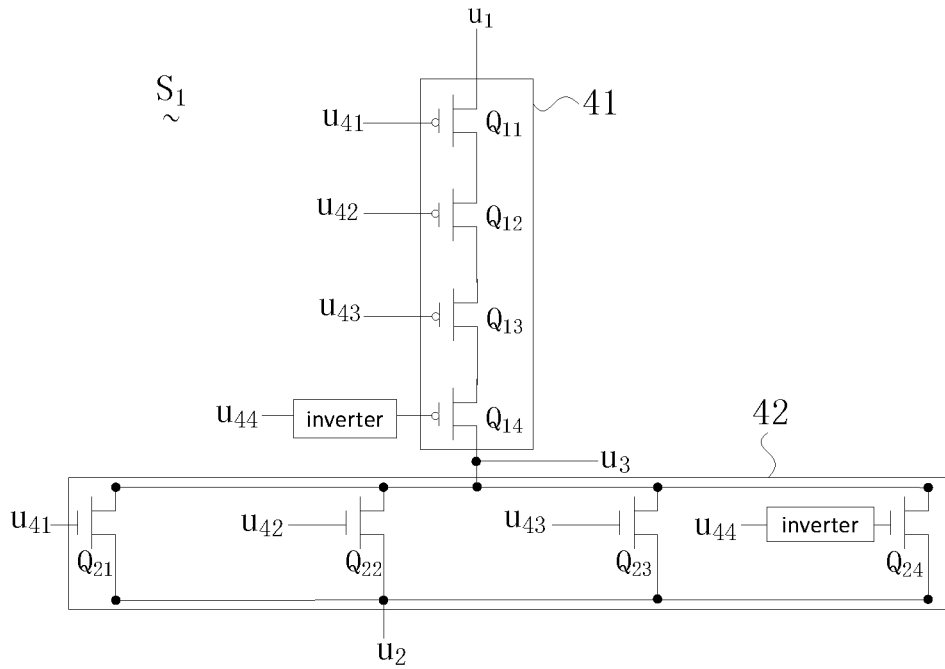 u₁
S₁
~
41
u₄₁
Q₁₁
u₄₂
Q₁₂
u₄₃
Q₁₃
u₄₄
inverter
Q₁₄
42
u₃
u₄₁
u₄₂
u₄₃
u₄₄
inverter
Q₂₁
Q₂₂
Q₂₃
Q₂₄
u₂